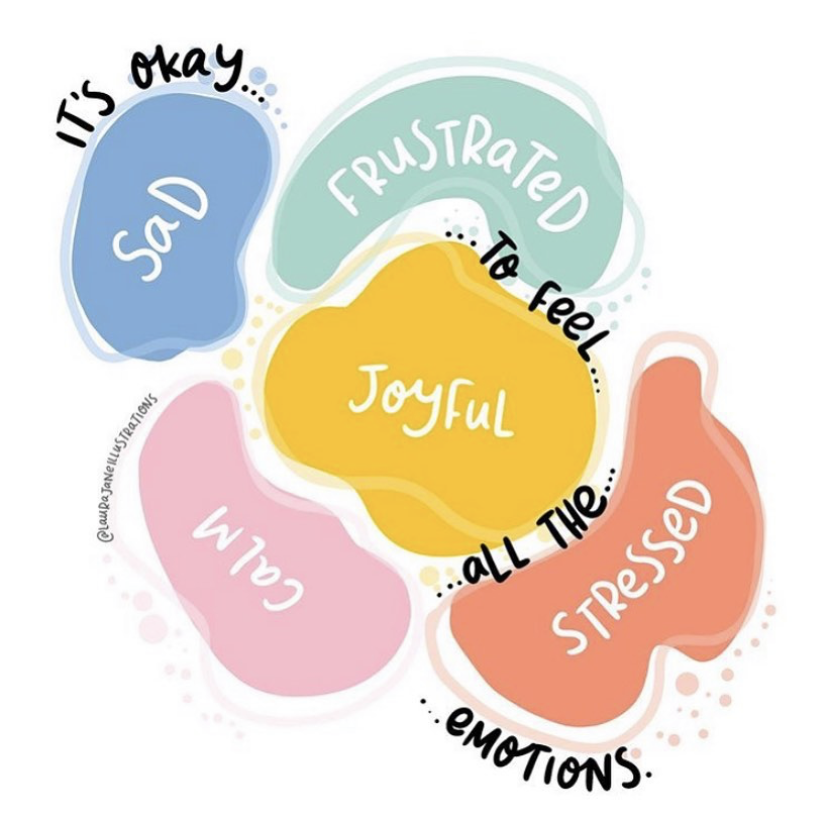 IT'S OKAY...
SAD
FRUSTRATED
...TO FEEL...
JOYFUL
@LAURAJANEILLUSTRATIONS
CALM
...ALL THE...
STRESSED
...EMOTIONS.